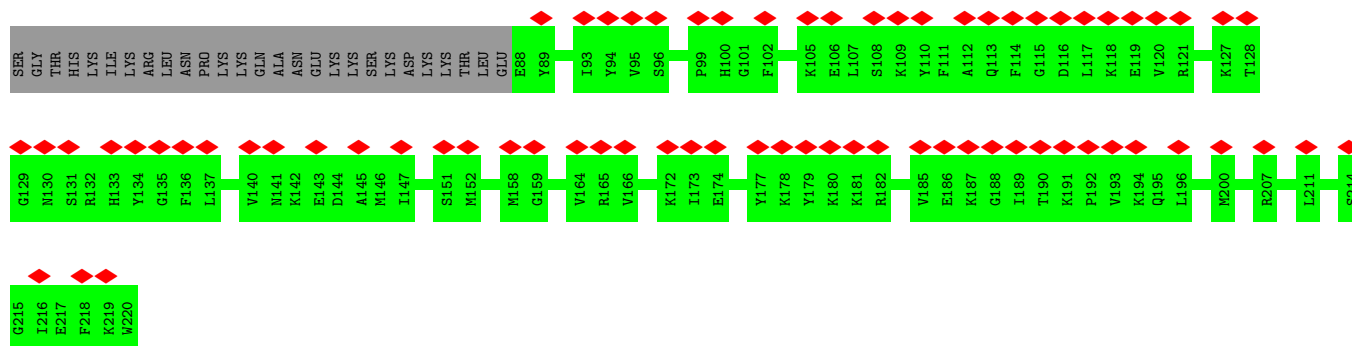 SER GLY THR HIS LYS ILE LYS ARG LEU ASN PRO LYS LYS GLN ALA ASN GLU LYS LYS SER LYS ASP LYS LYS THR LEU GLU E88 Y89 I93 Y94 V95 S96 P99 H100 G101 F102 K105 E106 L107 S108 K109 Y110 F111 A112 Q113 F114 G115 D116 L117 K118 E119 V120 R121 K127 T128
G129 N130 S131 R132 H133 Y134 G135 F136 L137 V140 N141 K142 E143 D144 A145 M146 I147 S151 M152 M158 G159 V164 R165 V166 K172 I173 E174 Y177 K178 Y179 K180 K181 R182 V185 E186 K187 G188 I189 T190 K191 P192 V193 K194 Q195 L196 M200 R207 L211 S214
G215 I216 E217 F218 K219 W220